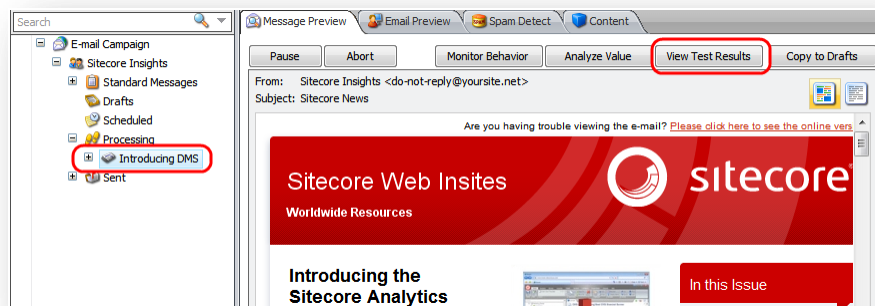 Search
E-mail Campaign
Sitecore Insights
Standard Messages
Drafts
Scheduled
Processing
Introducing DMS
Sent
Message Preview Email Preview Spam Detect Content
Pause Abort Monitor Behavior Analyze Value View Test Results Copy to Drafts
From: Sitecore Insights <do-not-reply@yoursite.net>
Subject: Sitecore News
Are you having trouble viewing the e-mail? Please click here to see the online vers
Sitecore Web Insites
sitecore
Worldwide Resources
Introducing the
Sitecore Analytics
In this Issue